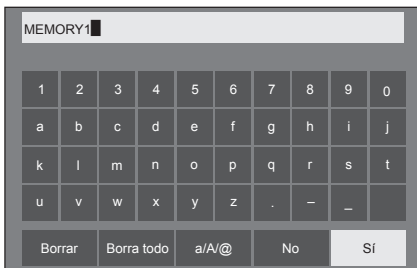 MEMORY1
1 2 3 4 5 6 7 8 9 0
a b c d e f g h i j
k l m n o p q r s t
u v w x y z . – _
Borrar Borra todo a/A/@ No Sí